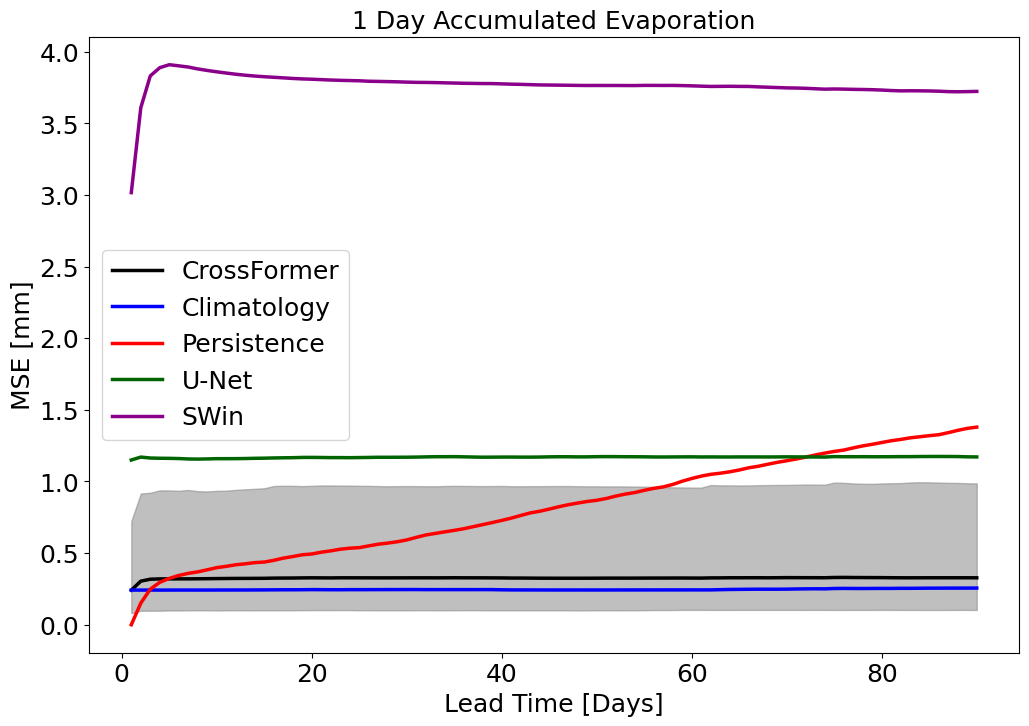 1 Day Accumulated Evaporation
4.0
3.5
3.0
2.5
2.0
1.5
1.0
0.5
0.0
MSE [mm]
CrossFormer
Climatology
Persistence
U-Net
SWin
0 20 40 60 80
Lead Time [Days]